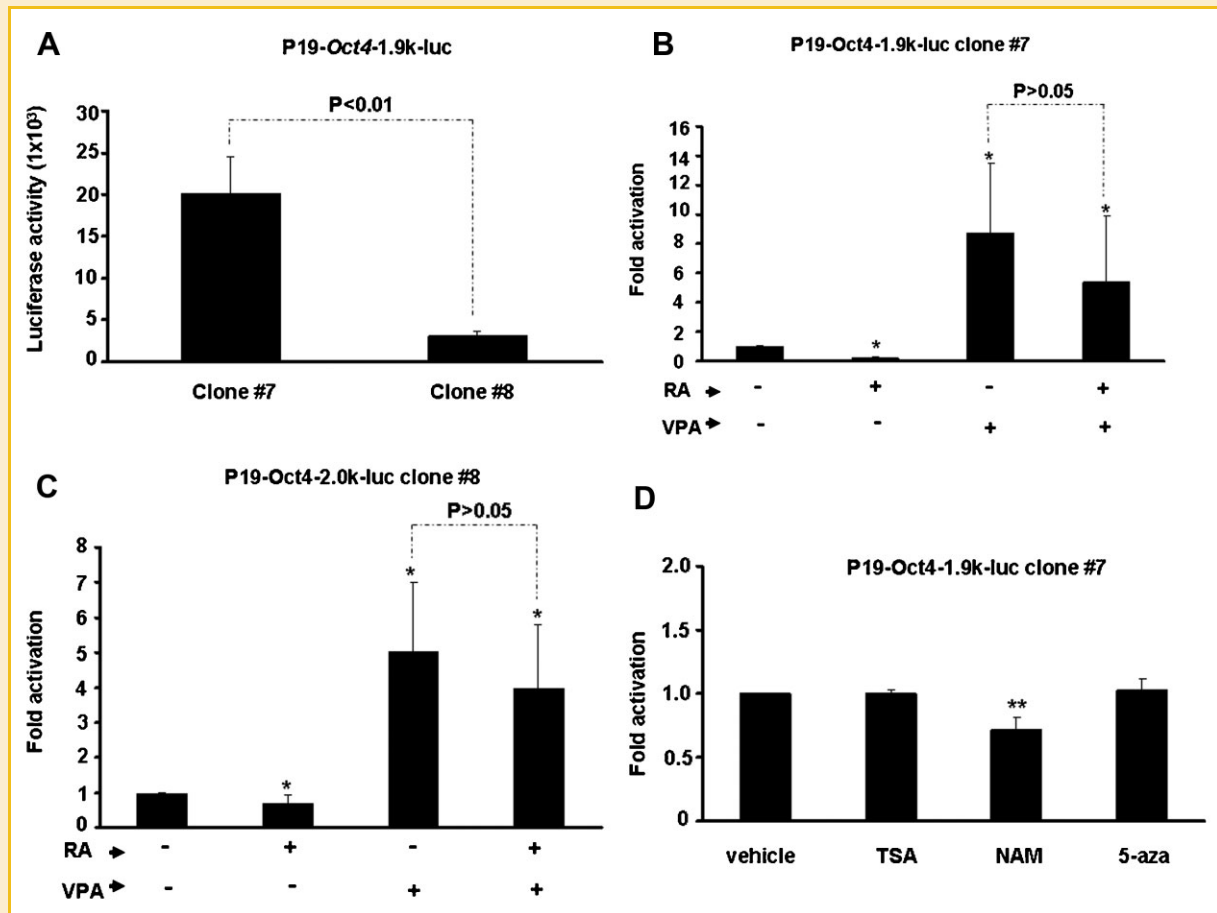 A
P19-Oct4-1.9k-luc
P<0.01
Luciferase activity (1x10³)
30
25
20
15
10
5
0
Clone #7 Clone #8
B
P19-Oct4-1.9k-luc clone #7
P>0.05
Fold activation
16
14
12
10
8
6
4
2
0
*
*
*
RA - + - +
VPA - - + +
C
P19-Oct4-2.0k-luc clone #8
P>0.05
Fold activation
8
7
6
5
4
3
2
1
0
*
*
*
RA - + - +
VPA - - + +
D
P19-Oct4-1.9k-luc clone #7
Fold activation
2.0
1.5
1.0
0.5
0
**
vehicle TSA NAM 5-aza